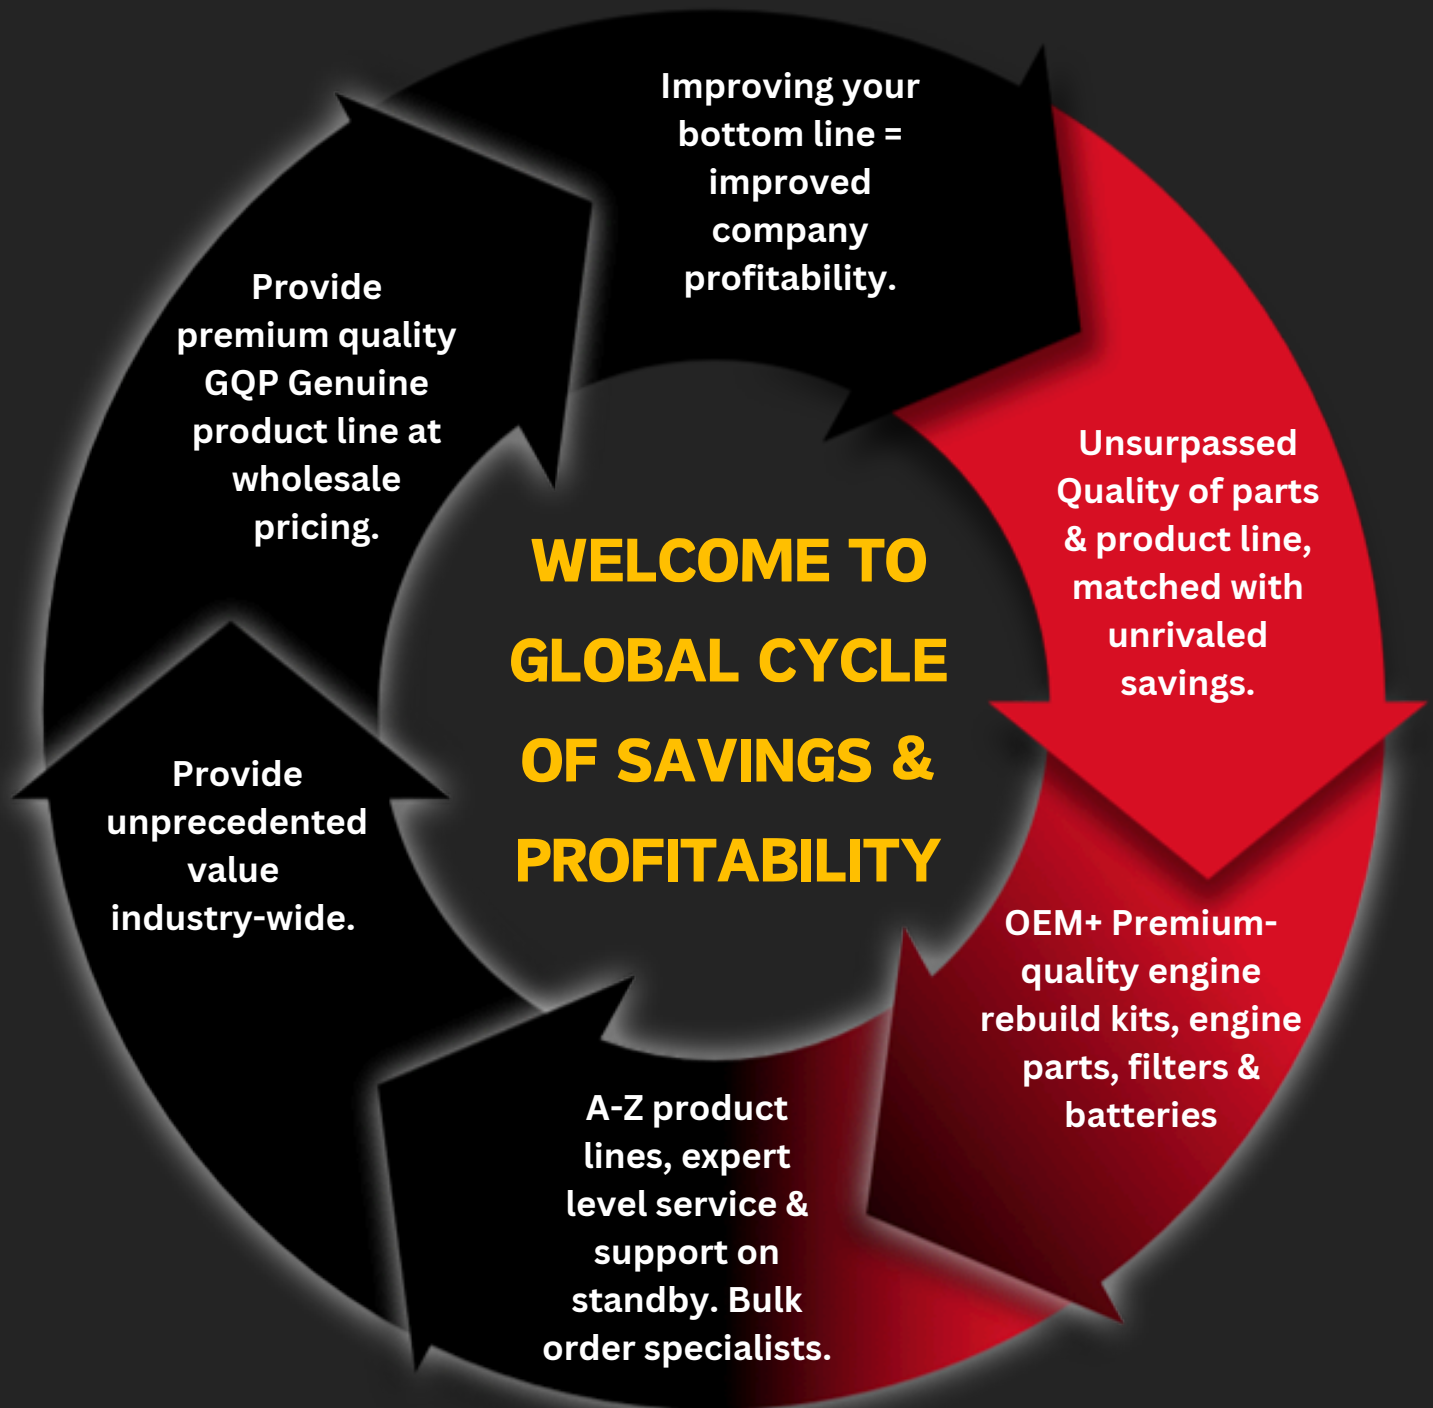 Improving your
bottom line =
improved
company
profitability.
Unsurpassed
Quality of parts
& product line,
matched with
unrivaled
savings.
OEM+ Premium-
quality engine
rebuild kits, engine
parts, filters &
batteries
A-Z product
lines, expert
level service &
support on
standby. Bulk
order specialists.
Provide
unprecedented
value
industry-wide.
Provide
premium quality
GQP Genuine
product line at
wholesale
pricing.
WELCOME TO
GLOBAL CYCLE
OF SAVINGS &
PROFITABILITY